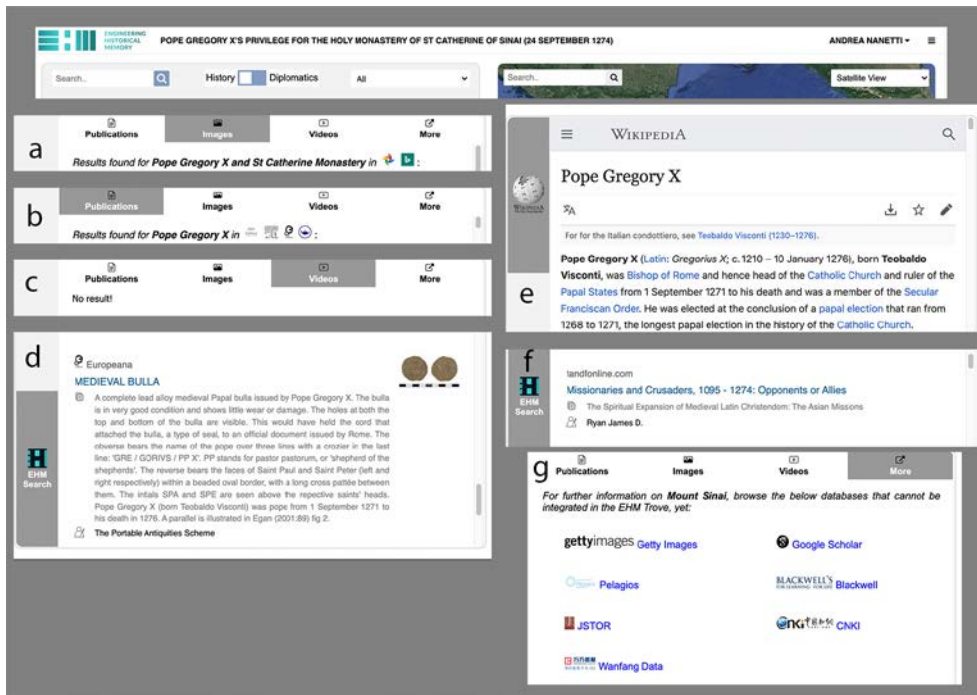 ENGINEERING
HISTORICAL
MEMORY
POPE GREGORY X'S PRIVILEGE FOR THE HOLY MONASTERY OF ST CATHERINE OF SINAI (24 SEPTEMBER 1274)
ANDREA NANETTI
Search..
History
Diplomatics
All
Search..
Satellite View
a
Publications
Images
Videos
More
Results found for Pope Gregory X and St Catherine Monastery in :
b
Publications
Images
Videos
More
Results found for Pope Gregory X in :
c
Publications
Images
Videos
More
No result!
d
Europeana
MEDIEVAL BULLA
A complete lead alloy medieval Papal bulla issued by Pope Gregory X. The bulla
is in very good condition and shows little wear or damage. The holes at both the
top and bottom of the bulla are visible. This would have held the cord that
attached the bulla, a type of seal, to an official document issued by Rome. The
obverse bears the name of the pope over three lines with a crozier in the last
line: 'GRE / GORIVS / PP X'. PP stands for pastor pastorum, or 'shepherd of the
shepherds'. The reverse bears the faces of Saint Paul and Saint Peter (left and
right respectively) within a beaded oval border, with a long cross pattée between
them. The intals SPA and SPE are seen above the repective saints' heads.
Pope Gregory X (born Teobaldo Visconti) was pope from 1 September 1271 to
his death in 1276. A parallel is illustrated in Egan (2001:89) fig 2.
The Portable Antiquities Scheme
EHM
Search
e
WIKIPEDIA
WIKIPEDIA
Pope Gregory X
For for the Italian condottiero, see Teobaldo Visconti (1230–1276).
Pope Gregory X (Latin: Gregorius X; c. 1210 – 10 January 1276), born Teobaldo
Visconti, was Bishop of Rome and hence head of the Catholic Church and ruler of the
Papal States from 1 September 1271 to his death and was a member of the Secular
Franciscan Order. He was elected at the conclusion of a papal election that ran from
1268 to 1271, the longest papal election in the history of the Catholic Church.
f
EHM
Search
tandfonline.com
Missionaries and Crusaders, 1095 - 1274: Opponents or Allies
The Spiritual Expansion of Medieval Latin Christendom: The Asian Missons
Ryan James D.
g
Publications
Images
Videos
More
For further information on Mount Sinai, browse the below databases that cannot be
integrated in the EHM Trove, yet:
gettyimages Getty Images
Google Scholar
Pelagios
BLACKWELL'S Blackwell
JSTOR
CNKI
Wanfang Data